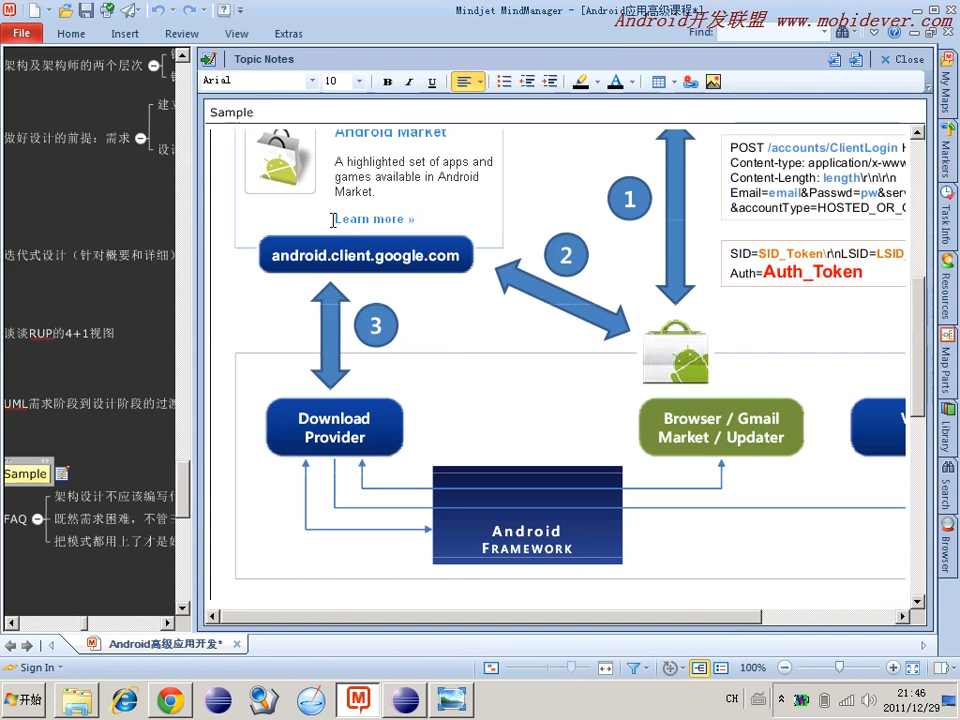 Mindjet MindManager - [Android应用高级课程*]
Android开发联盟 www.mobidever.com
File Home Insert Review View Extras
Find:
Topic Notes
Close
Arial 10 B I U A
Sample
架构及架构师的两个层次
建立
做好设计的前提：需求
设计
迭代式设计（针对概要和详细）
谈谈RUP的4+1视图
UML需求阶段到设计阶段的过渡
Sample
架构设计不应该编写代
FAQ
既然需求困难，不管三
把模式都用上了才是好
Android Market
A highlighted set of apps and
games available in Android
Market.
Learn more »
android.client.google.com
1
2
3
POST /accounts/ClientLogin H
Content-type: application/x-www
Content-Length: length\r\n\r\n
Email=email&Passwd=pw&serv
&accountType=HOSTED_OR_G
SID=SID_Token\r\nLSID=LSID_
Auth=Auth_Token
Download
Provider
Browser / Gmail
Market / Updater
Android
FRAMEWORK
My Maps
Markers
Task Info
Resources
Map Parts
Library
Search
Browser
Android高级应用开发*
Sign In
100%
开始
CH
21:46
2011/12/29